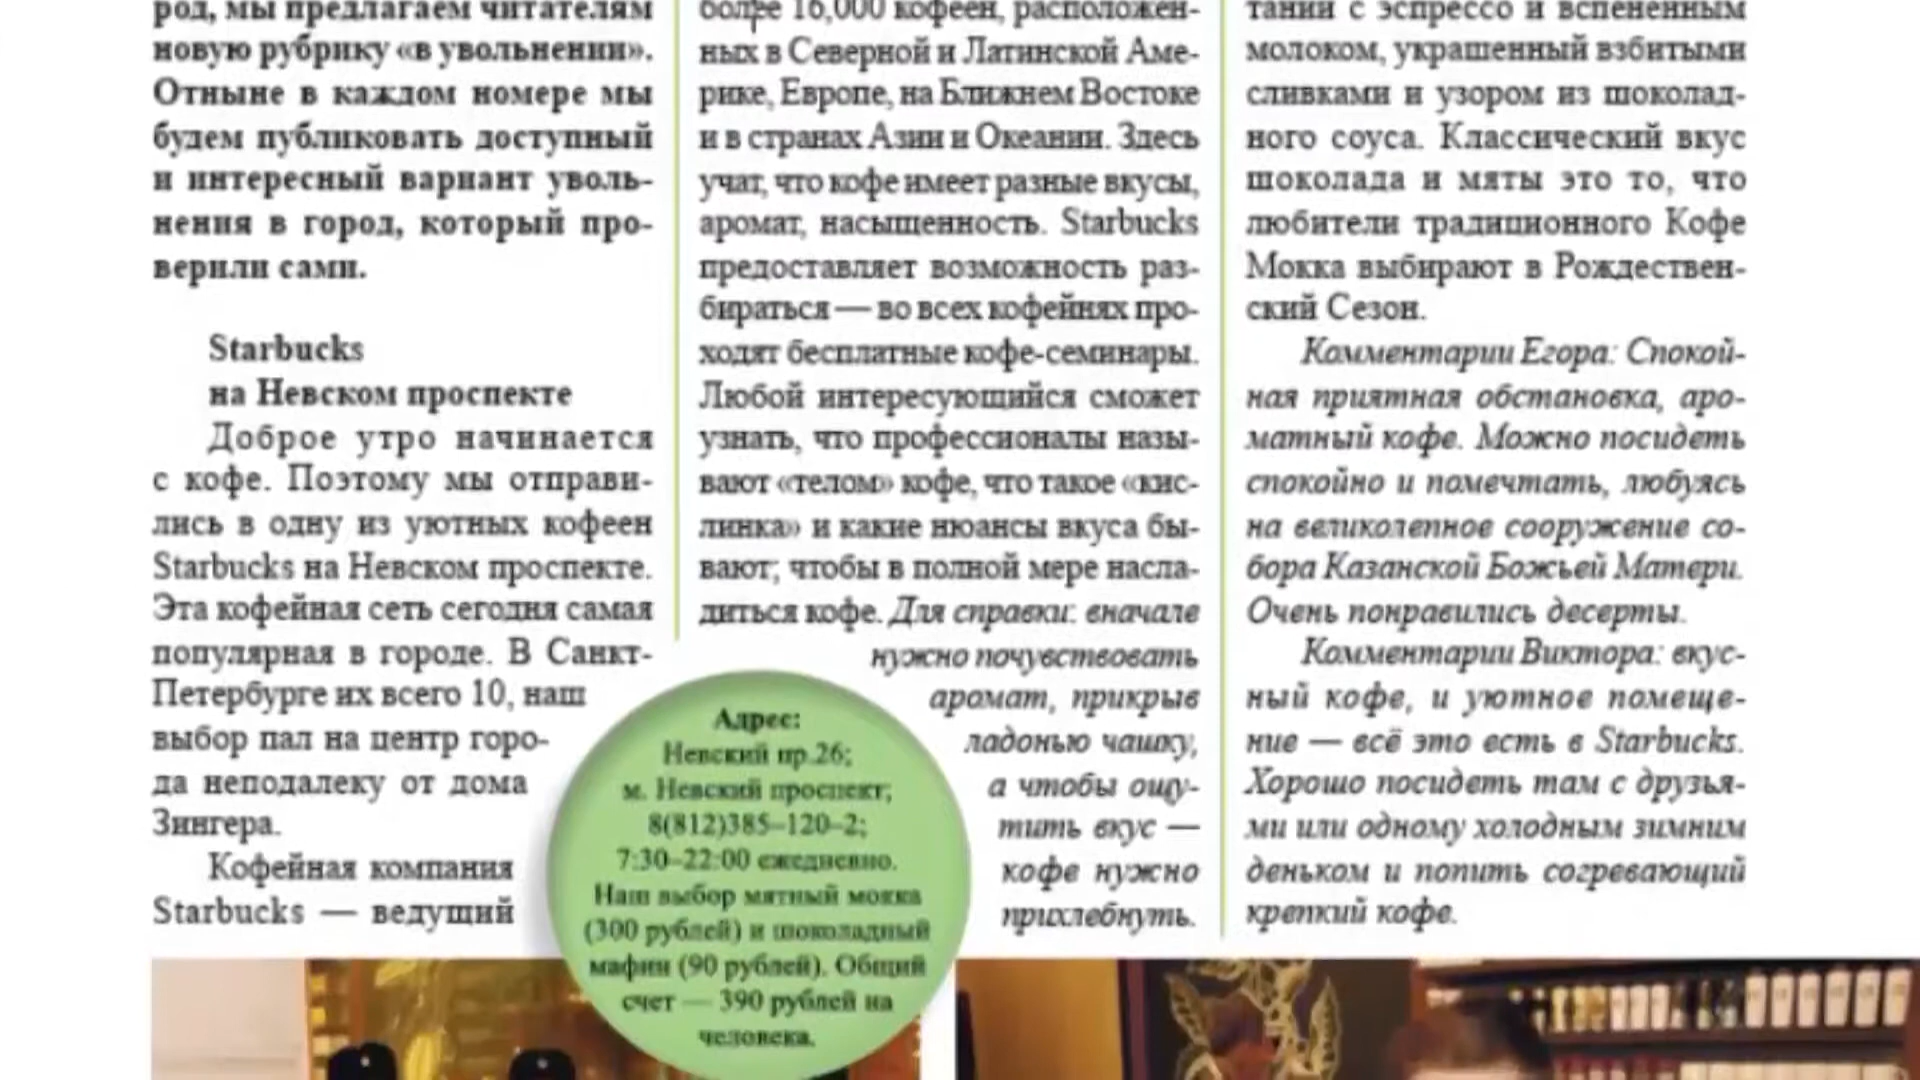 род, мы предлагаем читателям
новую рубрику «в увольнении».
Отныне в каждом номере мы
будем публиковать доступный
и интересный вариант уволь-
нения в город, который про-
верили сами.
Starbucks
на Невском проспекте
Доброе утро начинается
с кофе. Поэтому мы отправи-
лись в одну из уютных кофеен
Starbucks на Невском проспекте.
Эта кофейная сеть сегодня самая
популярная в городе. В Санкт-
Петербурге их всего 10, наш
выбор пал на центр горо-
да неподалеку от дома
Зингера.
Кофейная компания
Starbucks — ведущий
более 16,000 кофеен, расположен-
ных в Северной и Латинской Аме-
рике, Европе, на Ближнем Востоке
и в странах Азии и Океании. Здесь
учат, что кофе имеет разные вкусы,
аромат, насыщенность. Starbucks
предоставляет возможность раз-
бираться — во всех кофейнях про-
ходят бесплатные кофе-семинары.
Любой интересующийся сможет
узнать, что профессионалы назы-
вают «телом» кофе, что такое «кис-
линка» и какие нюансы вкуса бы-
вают, чтобы в полной мере насла-
диться кофе. Для справки: вначале
нужно почувствовать
аромат, прикрыв
ладонью чашку,
а чтобы ощу-
тить вкус —
кофе нужно
прихлебнуть.
Адрес:
Невский пр.26;
м. Невский проспект;
8(812)385–120–2;
7:30–22:00 ежедневно.
Наш выбор мятный мокка
(300 рублей) и шоколадный
мафин (90 рублей). Общий
счет — 390 рублей на
человека.
тании с эспрессо и вспененным
молоком, украшенный взбитыми
сливками и узором из шоколад-
ного соуса. Классический вкус
шоколада и мяты это то, что
любители традиционного Кофе
Мокка выбирают в Рождествен-
ский Сезон.
Комментарии Егора: Спокой-
ная приятная обстановка, аро-
матный кофе. Можно посидеть
спокойно и помечтать, любуясь
на великолепное сооружение со-
бора Казанской Божьей Матери.
Очень понравились десерты.
Комментарии Виктора: вкус-
ный кофе, и уютное помеще-
ние — всё это есть в Starbucks.
Хорошо посидеть там с друзья-
ми или одному холодным зимним
деньком и попить согревающий
крепкий кофе.